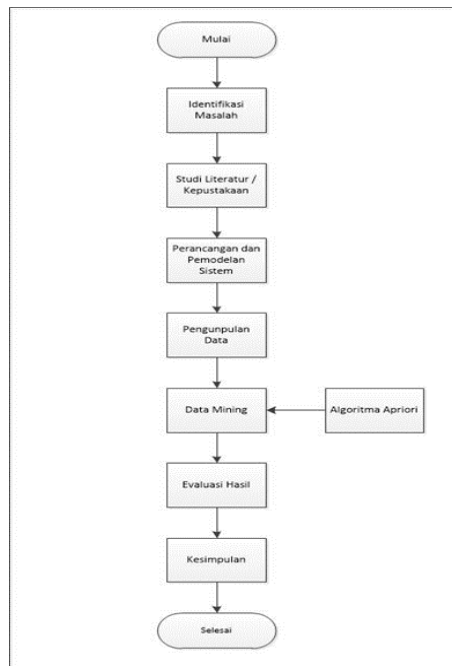 Mulai
Identifikasi
Masalah
Studi Literatur /
Kepustakaan
Perancangan dan
Pemodelan
Sistem
Pengunpulan
Data
Data Mining
Algoritma Apriori
Evaluasi Hasil
Kesimpulan
Selesai